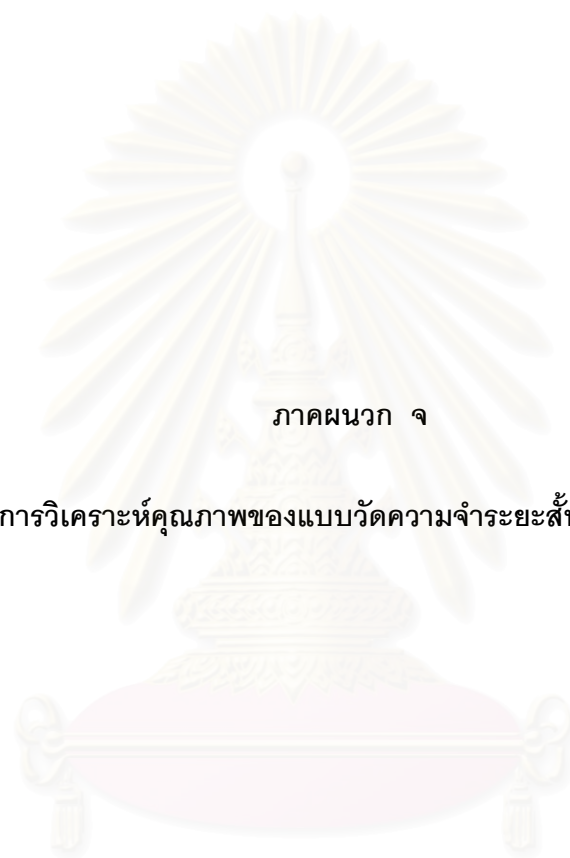 ภาคผนวก จ
การวิเคราะห์คุณภาพของแบบวัดความจำระยะสั้